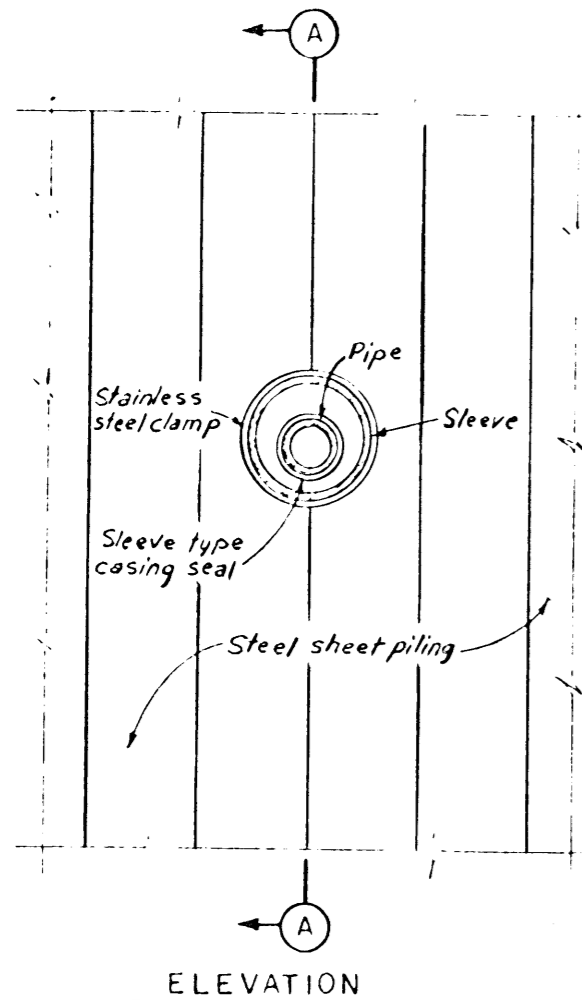 A
Pipe
Stainless
steel clamp
Sleeve
Sleeve type
casing seal
Steel sheet piling
A
ELEVATION